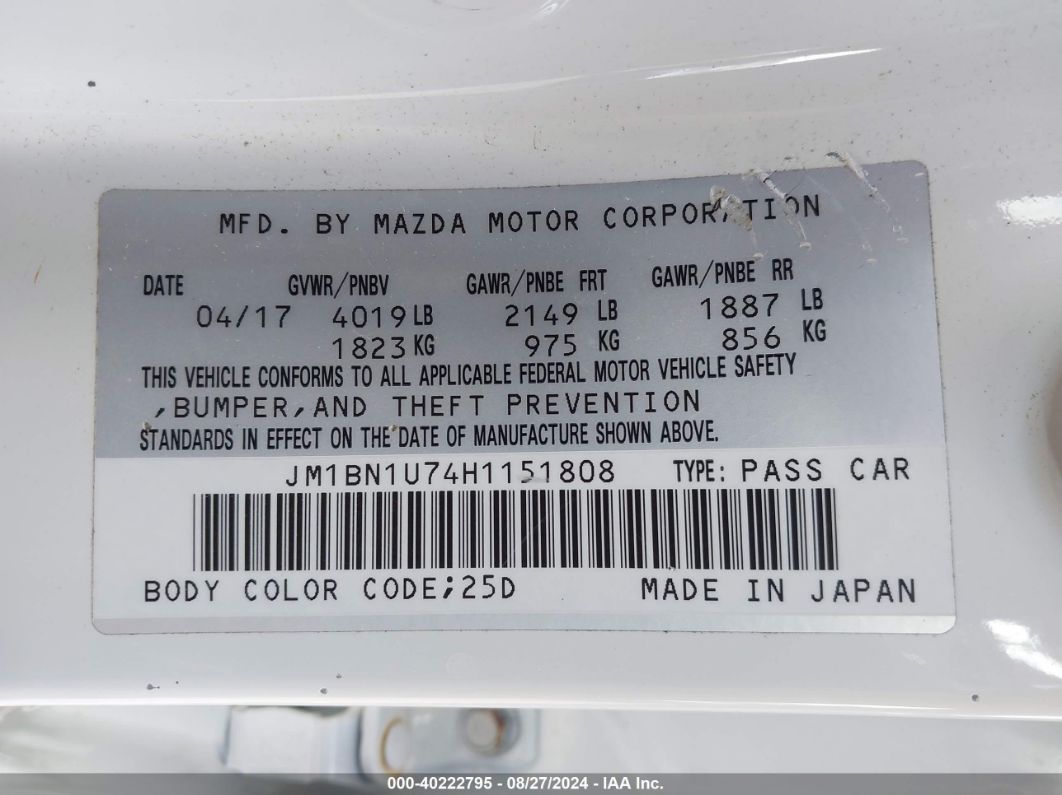 MFD. BY MAZDA MOTOR CORPORATION
DATE GVWR/PNBV GAWR/PNBE FRT GAWR/PNBE RR
04/17 4019 LB 2149 LB 1887 LB
1823 KG 975 KG 856 KG
THIS VEHICLE CONFORMS TO ALL APPLICABLE FEDERAL MOTOR VEHICLE SAFETY
,BUMPER,AND THEFT PREVENTION
STANDARDS IN EFFECT ON THE DATE OF MANUFACTURE SHOWN ABOVE.
JM1BN1U74H1151808 TYPE: PASS CAR
BODY COLOR CODE;25D MADE IN JAPAN
000-40222795 - 08/27/2024 - IAA Inc.